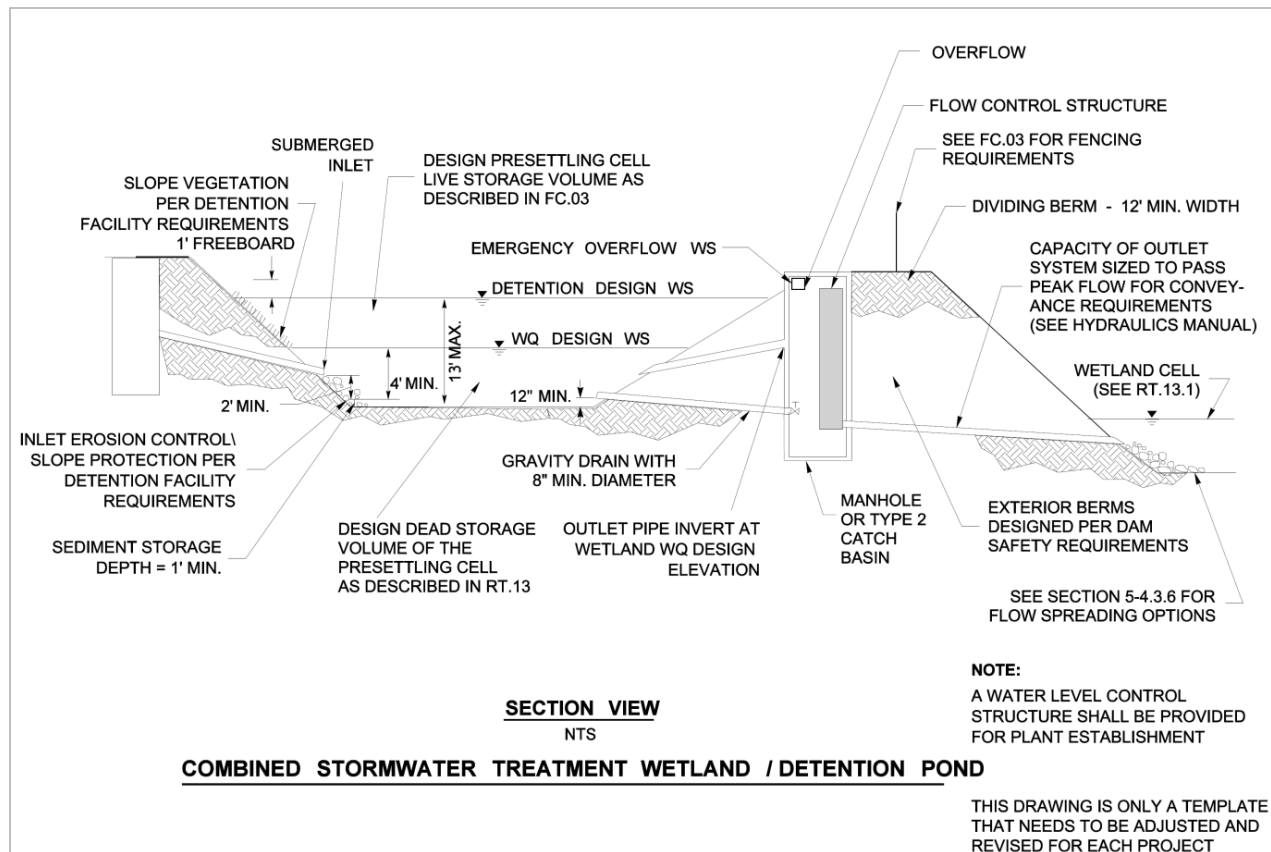 OVERFLOW
FLOW CONTROL STRUCTURE
SEE FC.03 FOR FENCING
REQUIREMENTS
DIVIDING BERM - 12' MIN. WIDTH
CAPACITY OF OUTLET
SYSTEM SIZED TO PASS
PEAK FLOW FOR CONVEY-
ANCE REQUIREMENTS
(SEE HYDRAULICS MANUAL)
WETLAND CELL
(SEE RT.13.1)
SUBMERGED
INLET
SLOPE VEGETATION
PER DETENTION
FACILITY REQUIREMENTS
1' FREEBOARD
DESIGN PRESETTLING CELL
LIVE STORAGE VOLUME AS
DESCRIBED IN FC.03
EMERGENCY OVERFLOW WS
DETENTION DESIGN WS
WQ DESIGN WS
13' MAX.
4' MIN.
12" MIN.
2' MIN.
INLET EROSION CONTROL\
SLOPE PROTECTION PER
DETENTION FACILITY
REQUIREMENTS
SEDIMENT STORAGE
DEPTH = 1' MIN.
DESIGN DEAD STORAGE
VOLUME OF THE
PRESETTLING CELL
AS DESCRIBED IN RT.13
GRAVITY DRAIN WITH
8" MIN. DIAMETER
OUTLET PIPE INVERT AT
WETLAND WQ DESIGN
ELEVATION
MANHOLE
OR TYPE 2
CATCH
BASIN
EXTERIOR BERMS
DESIGNED PER DAM
SAFETY REQUIREMENTS
SEE SECTION 5-4.3.6 FOR
FLOW SPREADING OPTIONS
SECTION VIEW
NTS
COMBINED STORMWATER TREATMENT WETLAND / DETENTION POND
NOTE:
A WATER LEVEL CONTROL
STRUCTURE SHALL BE PROVIDED
FOR PLANT ESTABLISHMENT
THIS DRAWING IS ONLY A TEMPLATE
THAT NEEDS TO BE ADJUSTED AND
REVISED FOR EACH PROJECT